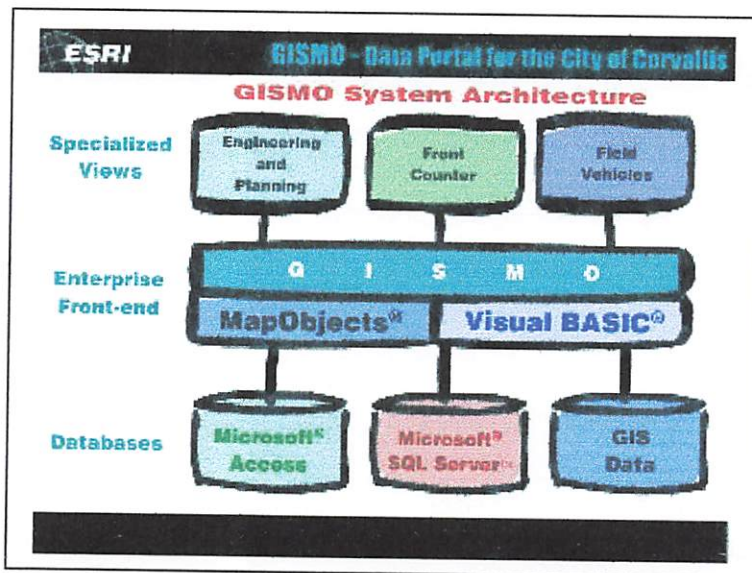 ESRI
GISMO - Data Portal for the City of Corvallis
GISMO System Architecture
Specialized
Views
Engineering
and
Planning
Front
Counter
Field
Vehicles
Enterprise
Front-end
G I S M O
MapObjects®
Visual BASIC®
Databases
Microsoft®
Access
Microsoft®
SQL Server™
GIS
Data